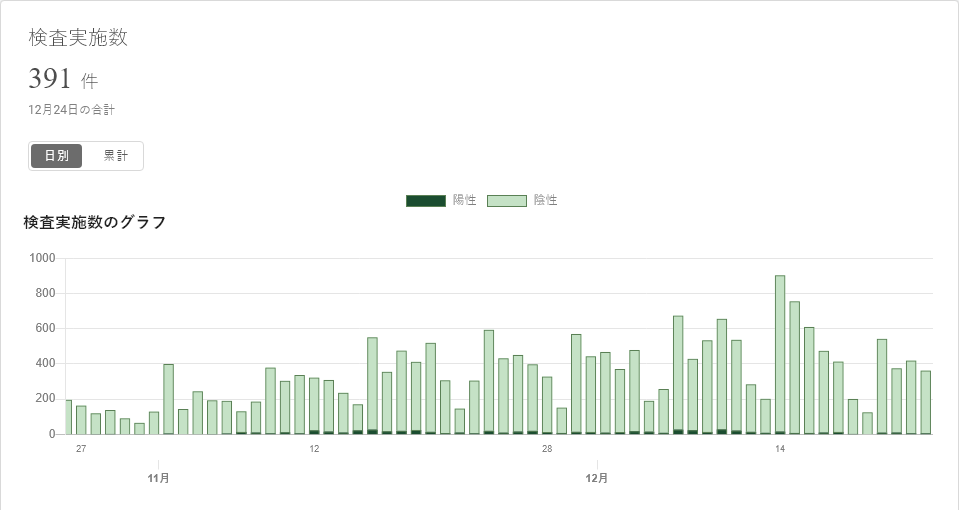 検査実施数
391 件
12月24日の合計
日別 累計
陽性 陰性
検査実施数のグラフ
1000
800
600
400
200
0
27 12 28 14
11月 12月